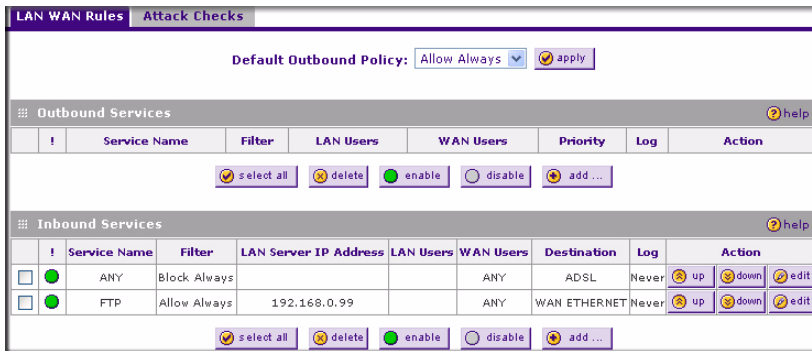 LAN WAN Rules Attack Checks
Default Outbound Policy: Allow Always apply
Outbound Services help
! Service Name Filter LAN Users WAN Users Priority Log Action
select all delete enable disable add ...
Inbound Services help
! Service Name Filter LAN Server IP Address LAN Users WAN Users Destination Log Action
ANY Block Always ANY ADSL Never up down edit
FTP Allow Always 192.168.0.99 ANY WAN ETHERNET Never up down edit
select all delete enable disable add ...